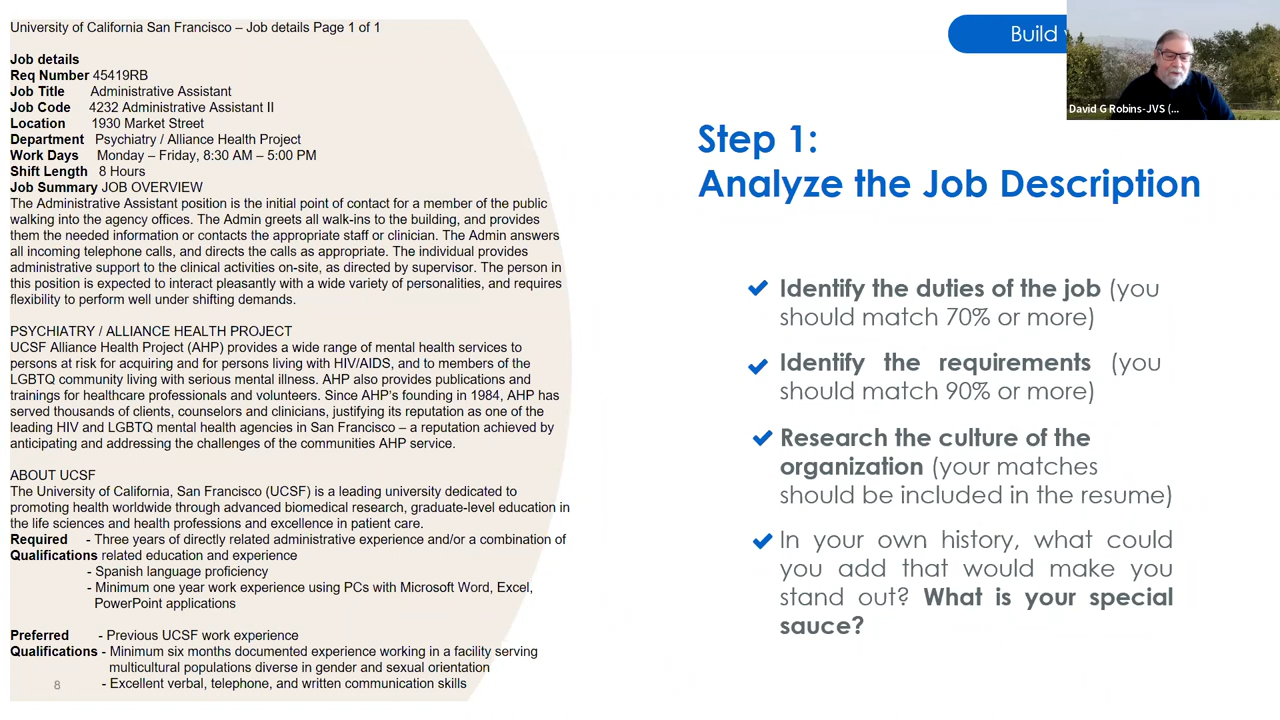 University of California San Francisco – Job details Page 1 of 1
Job details
Req Number 45419RB
Job Title Administrative Assistant
Job Code 4232 Administrative Assistant II
Location 1930 Market Street
Department Psychiatry / Alliance Health Project
Work Days Monday – Friday, 8:30 AM – 5:00 PM
Shift Length 8 Hours
Job Summary JOB OVERVIEW
The Administrative Assistant position is the initial point of contact for a member of the public
walking into the agency offices. The Admin greets all walk-ins to the building, and provides
them the needed information or contacts the appropriate staff or clinician. The Admin answers
all incoming telephone calls, and directs the calls as appropriate. The individual provides
administrative support to the clinical activities on-site, as directed by supervisor. The person in
this position is expected to interact pleasantly with a wide variety of personalities, and requires
flexibility to perform well under shifting demands.
PSYCHIATRY / ALLIANCE HEALTH PROJECT
UCSF Alliance Health Project (AHP) provides a wide range of mental health services to
persons at risk for acquiring and for persons living with HIV/AIDS, and to members of the
LGBTQ community living with serious mental illness. AHP also provides publications and
trainings for healthcare professionals and volunteers. Since AHP's founding in 1984, AHP has
served thousands of clients, counselors and clinicians, justifying its reputation as one of the
leading HIV and LGBTQ mental health agencies in San Francisco – a reputation achieved by
anticipating and addressing the challenges of the communities AHP service.
ABOUT UCSF
The University of California, San Francisco (UCSF) is a leading university dedicated to
promoting health worldwide through advanced biomedical research, graduate-level education in
the life sciences and health professions and excellence in patient care.
Required - Three years of directly related administrative experience and/or a combination of
Qualifications related education and experience
- Spanish language proficiency
- Minimum one year work experience using PCs with Microsoft Word, Excel,
PowerPoint applications
Preferred - Previous UCSF work experience
Qualifications - Minimum six months documented experience working in a facility serving
multicultural populations diverse in gender and sexual orientation
- Excellent verbal, telephone, and written communication skills
8
Build
David G Robins-JVS (...
Step 1:
Analyze the Job Description
Identify the duties of the job (you
should match 70% or more)
Identify the requirements (you
should match 90% or more)
Research the culture of the
organization (your matches
should be included in the resume)
In your own history, what could
you add that would make you
stand out? What is your special
sauce?